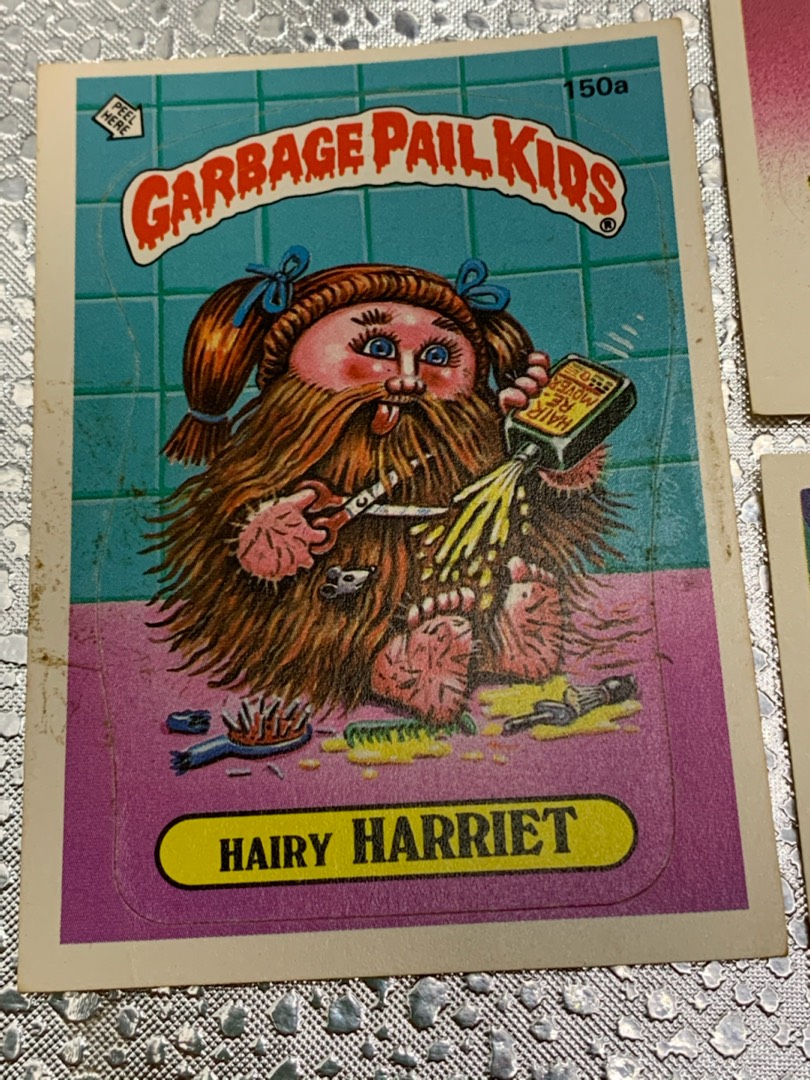 150a
PEEL
HERE
GARBAGE PAIL KIDS®
HAIR
RE
MOVER
HAIRY HARRIET